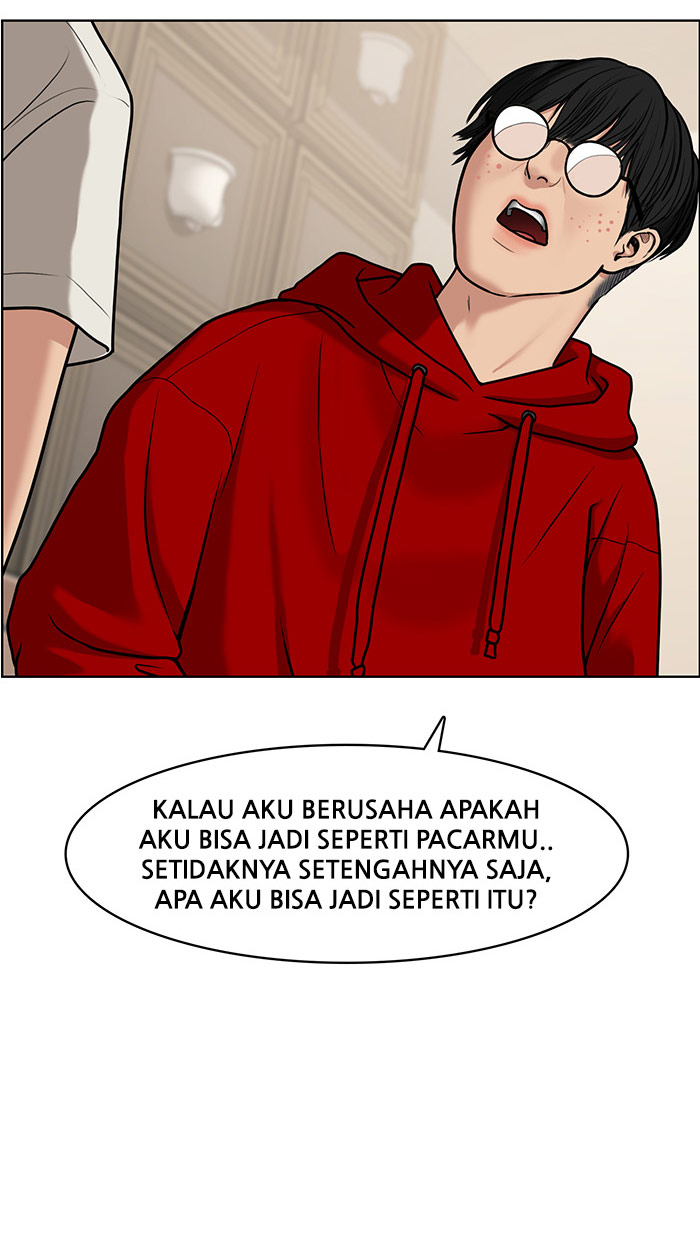 KALAU AKU BERUSAHA APAKAH
AKU BISA JADI SEPERTI PACARMU..
SETIDAKNYA SETENGAHNYA SAJA,
APA AKU BISA JADI SEPERTI ITU?